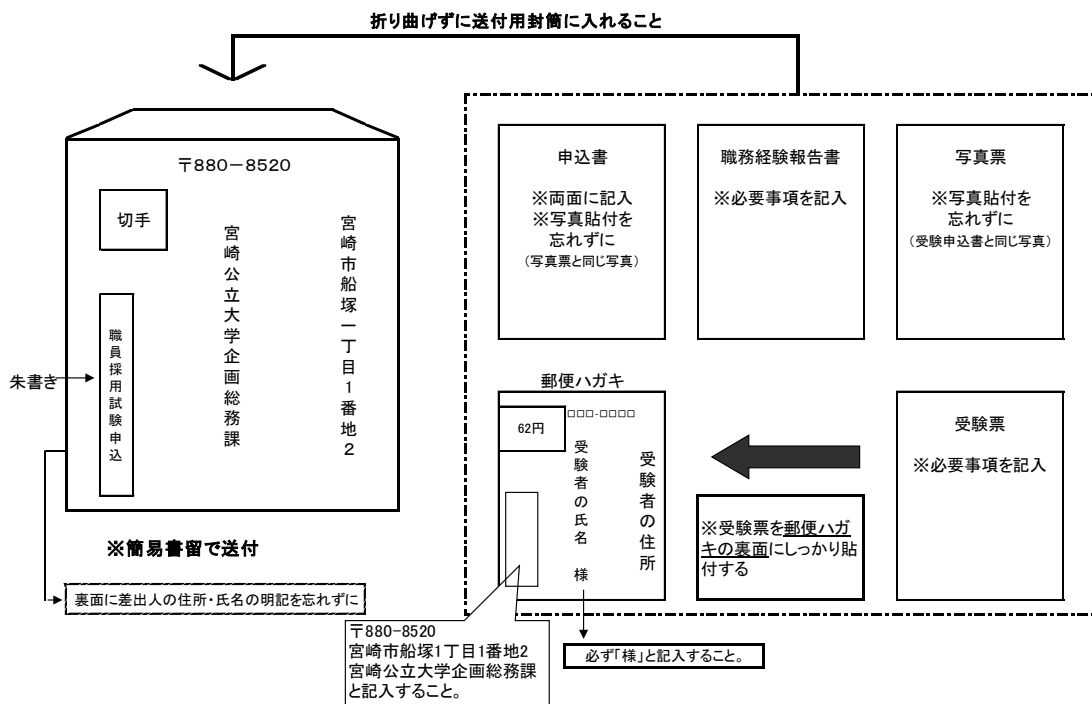 折り曲げずに送付用封筒に入れること
〒880－8520
切手
宮崎市船塚一丁目1番地2
宮崎公立大学企画総務課
職員採用試験申込
朱書き
※簡易書留で送付
裏面に差出人の住所・氏名の明記を忘れずに
申込書
※両面に記入
※写真貼付を
忘れずに
（写真票と同じ写真）
職務経験報告書
※必要事項を記入
写真票
※写真貼付を
忘れずに
（受験申込書と同じ写真）
郵便ハガキ
□□□-□□□□
62円
受験者の住所
受験者の氏名　様
※受験票を郵便ハガ
キの裏面にしっかり貼
付する
受験票
※必要事項を記入
〒880-8520
宮崎市船塚1丁目1番地2
宮崎公立大学企画総務課
と記入すること。
必ず「様」と記入すること。